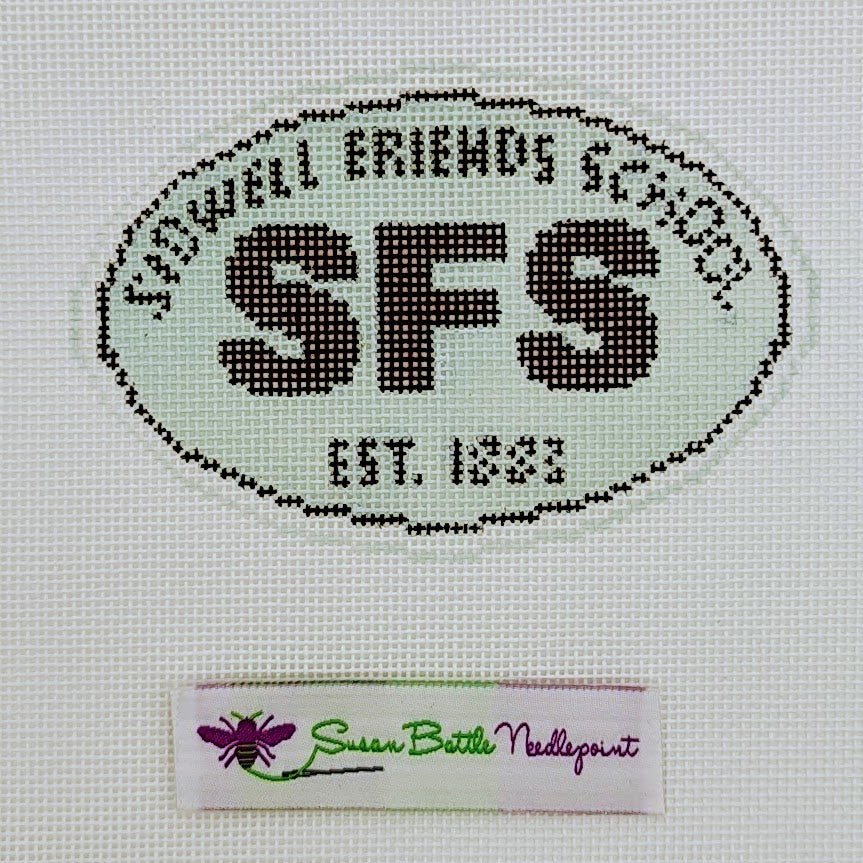 SIDWELL FRIENDS SCHOOL
SFS
EST. 1883
Susan Battle Needlepoint